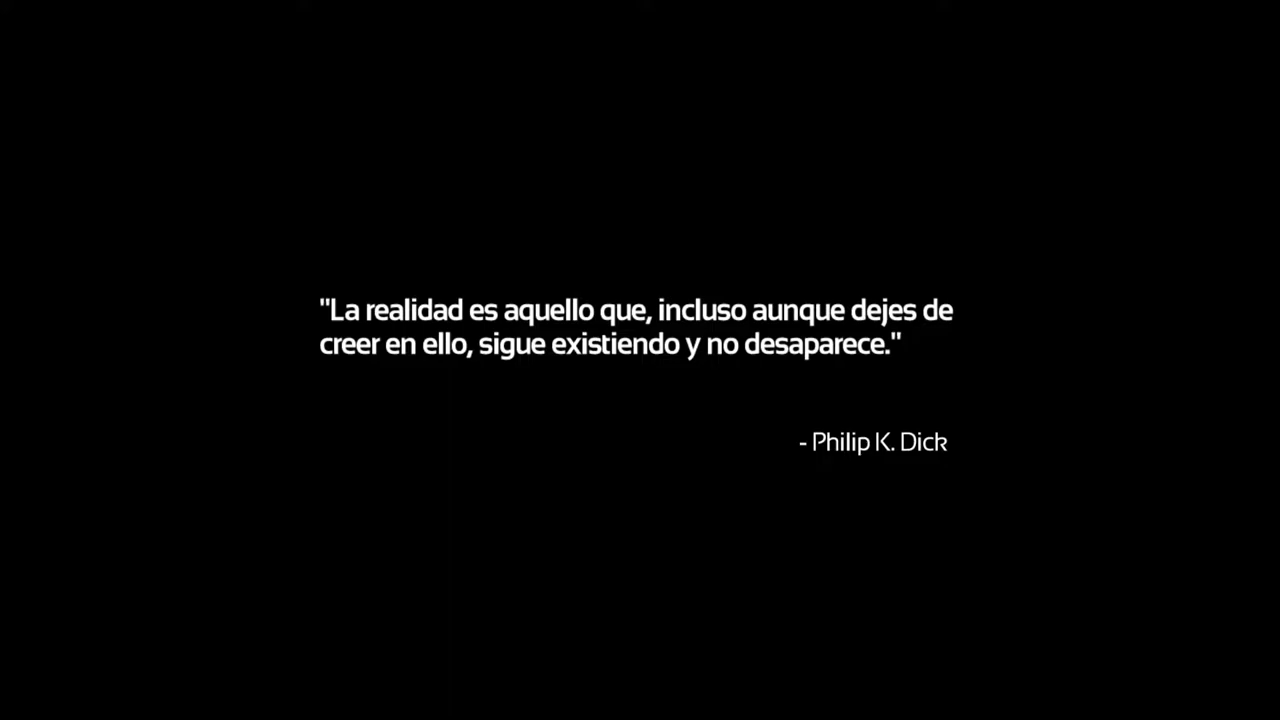 "La realidad es aquello que, incluso aunque dejes de
creer en ello, sigue existiendo y no desaparece."
- Philip K. Dick